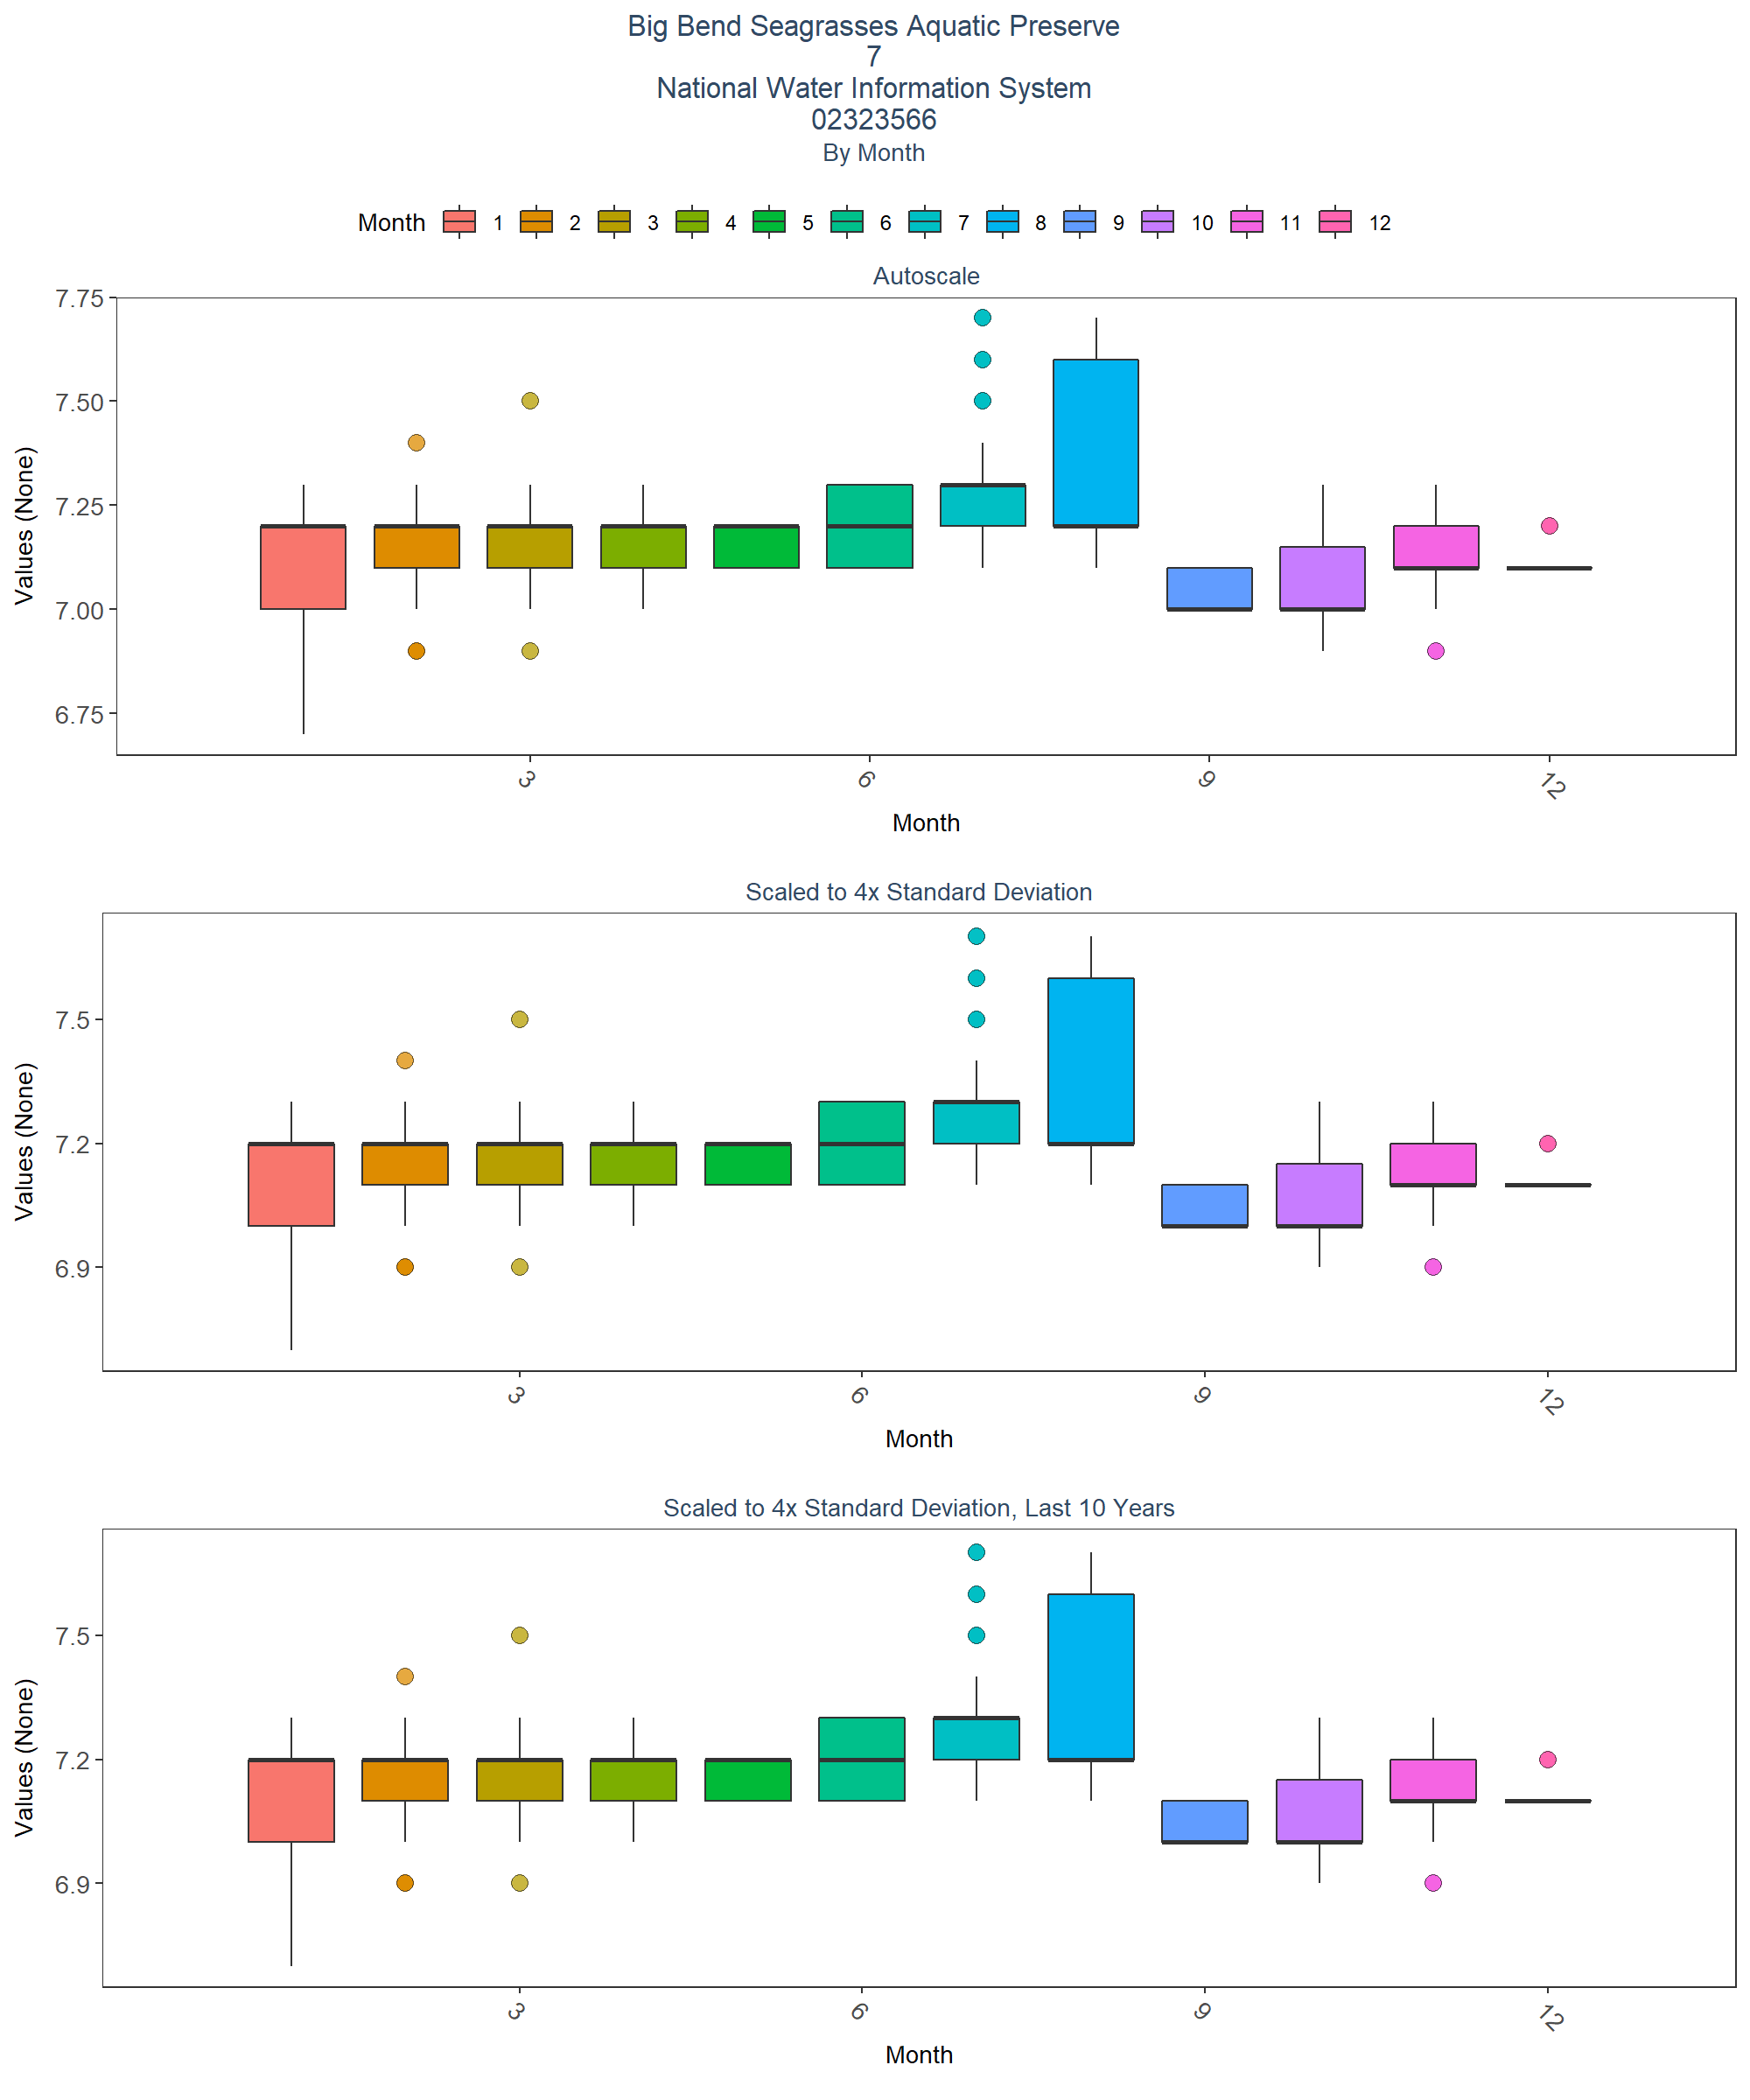 Big Bend Seagrasses Aquatic Preserve
7
National Water Information System
02323566
By Month
Month 1 2 3 4 5 6 7 8 9 10 11 12
Autoscale
7.75
7.50
7.25
7.00
6.75
Values (None)
3 6 9 12
Month
Scaled to 4x Standard Deviation
7.5
7.2
6.9
Values (None)
3 6 9 12
Month
Scaled to 4x Standard Deviation, Last 10 Years
7.5
7.2
6.9
Values (None)
3 6 9 12
Month